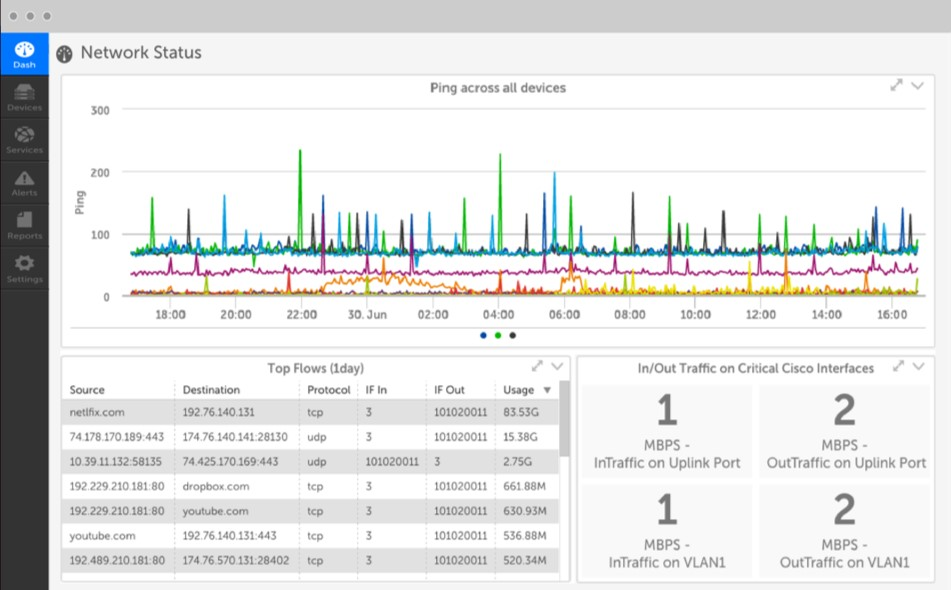 Network Status
Dash
Devices
Services
Alerts
Reports
Settings
Ping across all devices
300
200
100
0
Ping
18:00 20:00 22:00 30. Jun 02:00 04:00 06:00 08:00 10:00 12:00 14:00 16:00
Top Flows (1day)
Source Destination Protocol IF In IF Out Usage
netlfix.com 192.76.140.131 tcp 3 101020011 83.53G
74.178.170.189:443 174.76.140.141:28130 udp 3 101020011 15.38G
10.39.11.132:58135 74.425.170.169:443 udp 101020011 3 2.75G
192.229.210.181:80 dropbox.com tcp 3 101020011 661.88M
192.229.210.181:80 youtube.com tcp 3 101020011 630.93M
youtube.com 192.76.140.131:443 tcp 3 101020011 536.88M
192.489.210.181:80 174.76.570.131:28402 tcp 3 101020011 520.34M
In/Out Traffic on Critical Cisco Interfaces
1
MBPS -
InTraffic on Uplink Port
2
MBPS -
OutTraffic on Uplink Port
1
MBPS -
InTraffic on VLAN1
2
MBPS -
OutTraffic on VLAN1